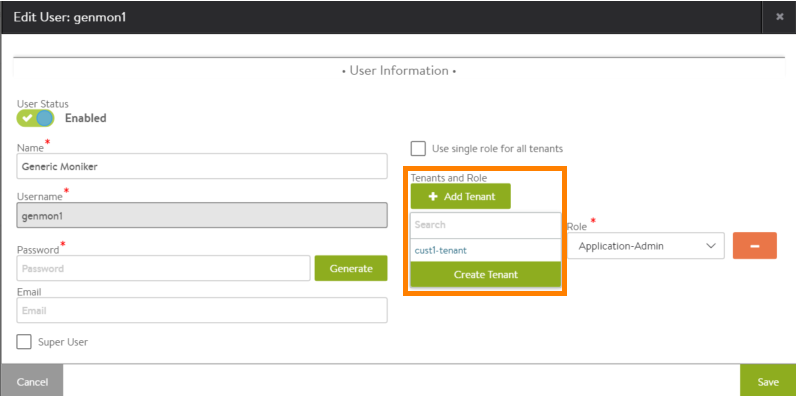 Edit User: genmon1
• User Information •
User Status
Enabled
Name*
Generic Moniker
Username*
genmon1
Password*
Password
Generate
Email
Email
Super User
Use single role for all tenants
Tenants and Role
+ Add Tenant
Search
cust1-tenant
Create Tenant
Role *
Application-Admin
Cancel
Save